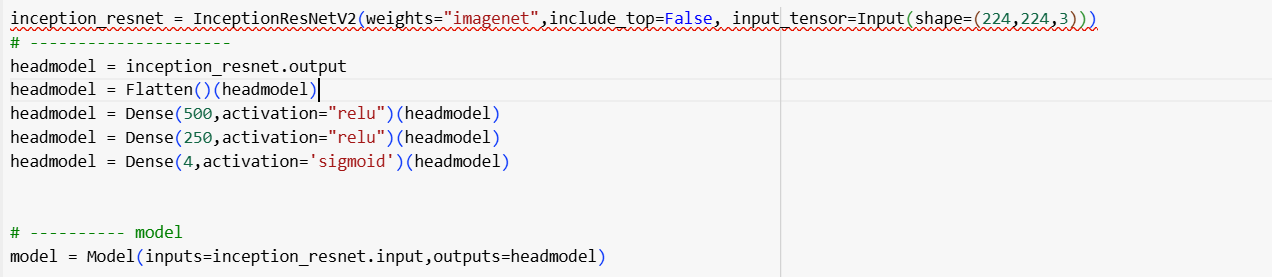 inception_resnet = InceptionResNetV2(weights="imagenet",include_top=False, input_tensor=Input(shape=(224,224,3)))
# ---------------------
headmodel = inception_resnet.output
headmodel = Flatten()(headmodel)
headmodel = Dense(500,activation="relu")(headmodel)
headmodel = Dense(250,activation="relu")(headmodel)
headmodel = Dense(4,activation='sigmoid')(headmodel)
# ---------- model
model = Model(inputs=inception_resnet.input,outputs=headmodel)